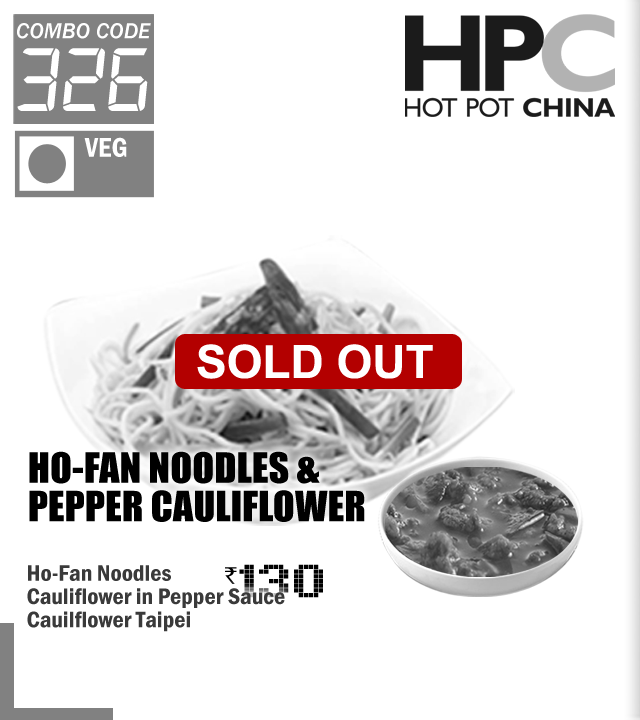 COMBO CODE
326
VEG
HPC
HOT POT CHINA
SOLD OUT
HO-FAN NOODLES &
PEPPER CAULIFLOWER
Ho-Fan Noodles
₹130
Cauliflower in Pepper Sauce
Cauilflower Taipei